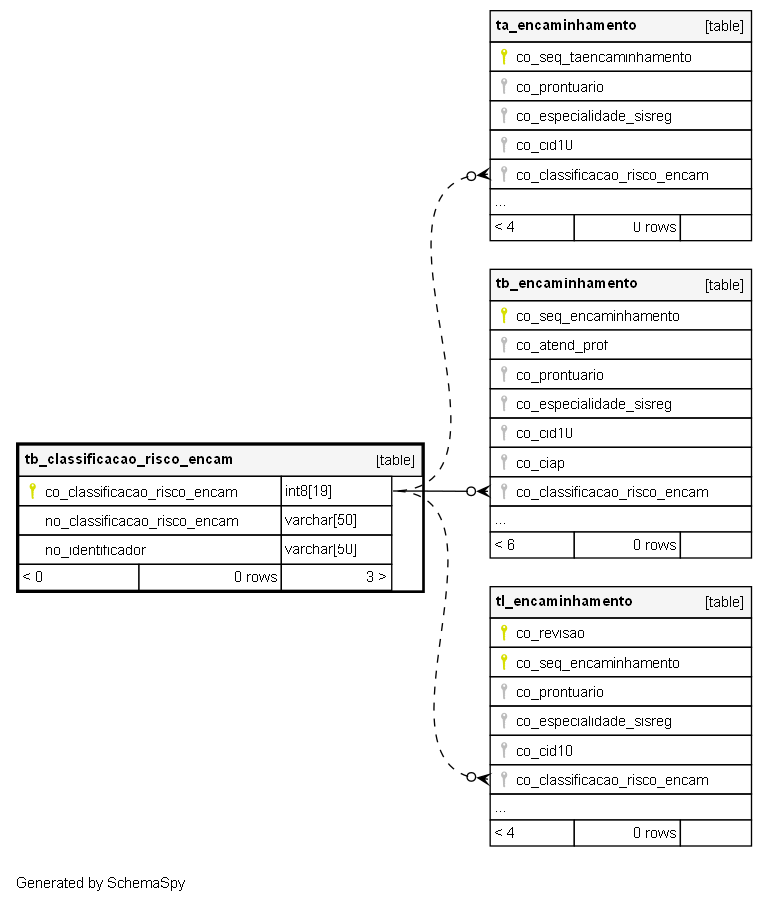 ta_encaminhamento [table]
co_seq_taencaminhamento
co_prontuario
co_especialidade_sisreg
co_cid10
co_classificacao_risco_encam
...
< 4 0 rows
tb_encaminhamento [table]
co_seq_encaminhamento
co_atend_prof
co_prontuario
co_especialidade_sisreg
co_cid10
co_ciap
co_classificacao_risco_encam
...
< 6 0 rows
tb_classificacao_risco_encam [table]
co_classificacao_risco_encam int8[19]
no_classificacao_risco_encam varchar[50]
no_identificador varchar[50]
< 0 0 rows 3 >
tl_encaminhamento [table]
co_revisao
co_seq_encaminhamento
co_prontuario
co_especialidade_sisreg
co_cid10
co_classificacao_risco_encam
...
< 4 0 rows
Generated by SchemaSpy